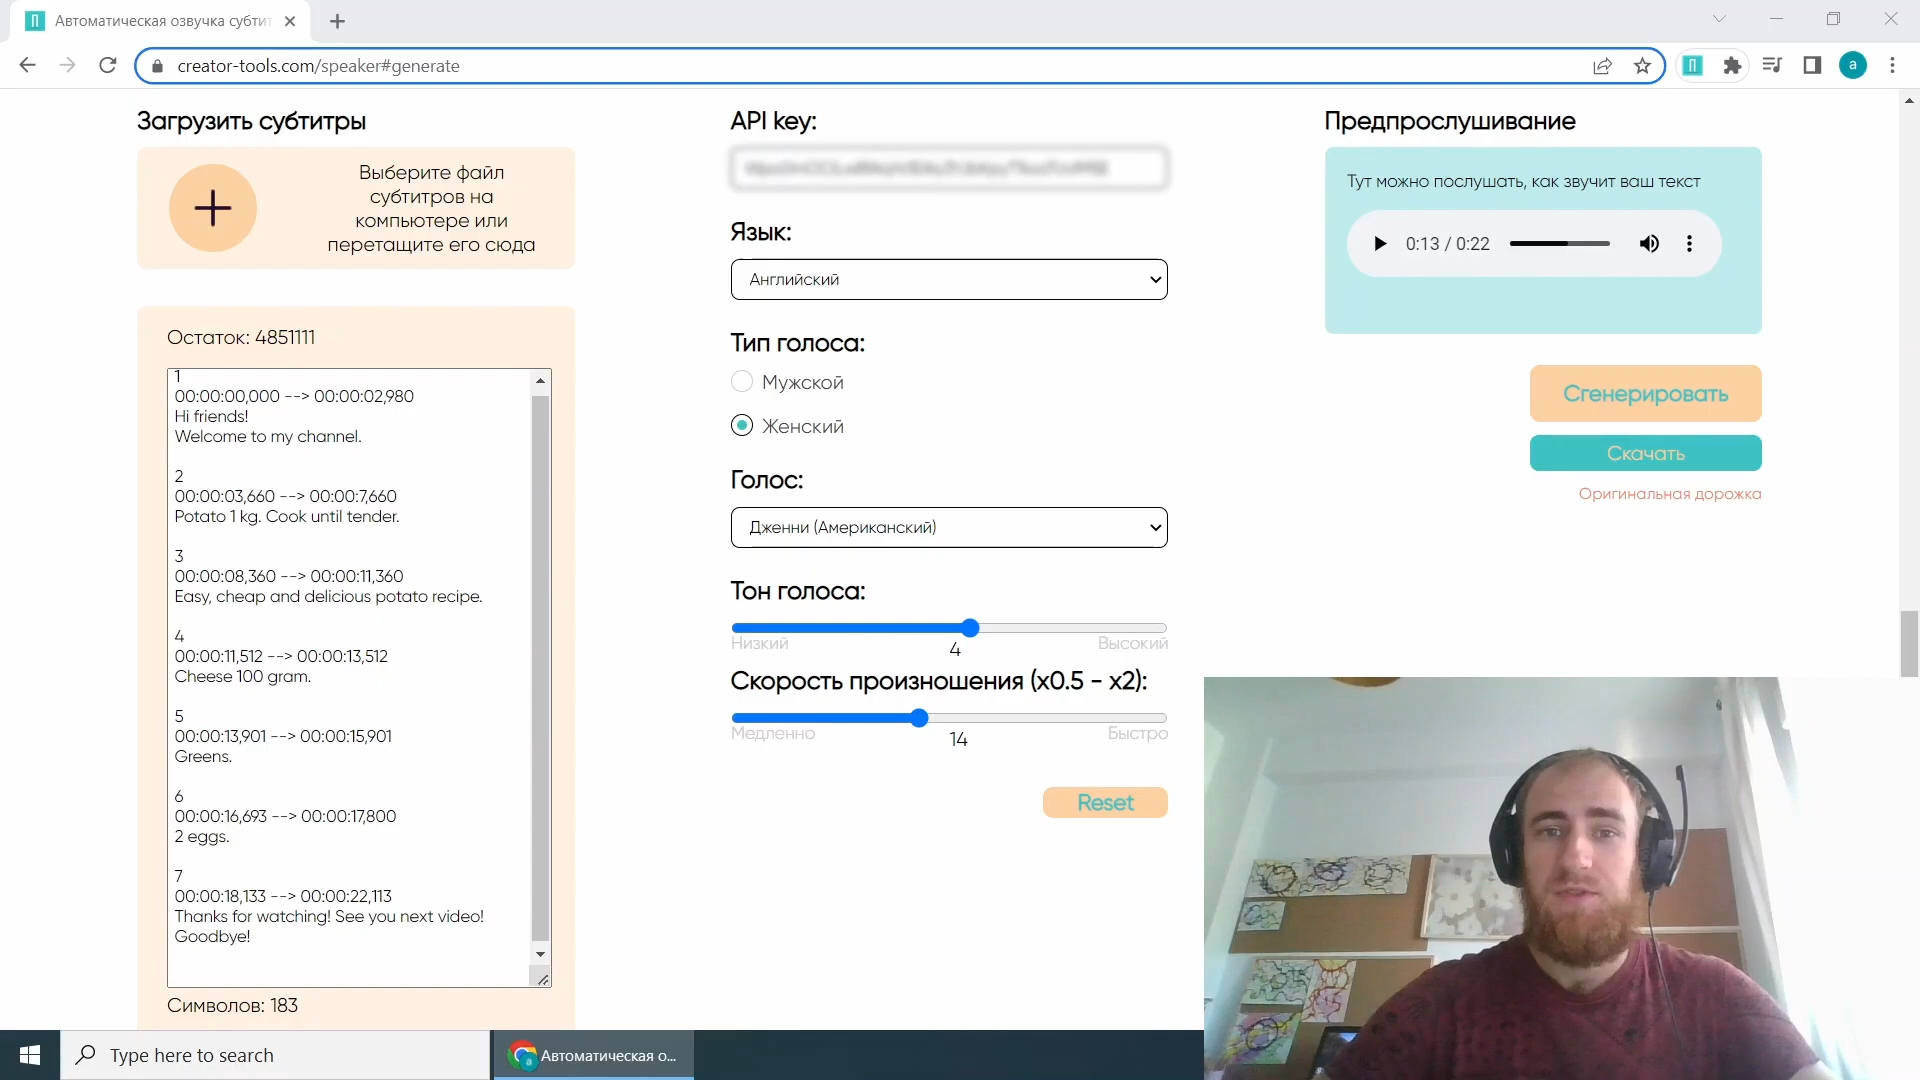 Автоматическая озвучка субти
creator-tools.com/speaker#generate
a
Загрузить субтитры
Выберите файл
субтитров на
компьютере или
перетащите его сюда
Остаток: 4851111
1
00:00:00,000 --> 00:00:02,980
Hi friends!
Welcome to my channel.
2
00:00:03,660 --> 00:00:7,660
Potato 1 kg. Cook until tender.
3
00:00:08,360 --> 00:00:11,360
Easy, cheap and delicious potato recipe.
4
00:00:11,512 --> 00:00:13,512
Cheese 100 gram.
5
00:00:13,901 --> 00:00:15,901
Greens.
6
00:00:16,693 --> 00:00:17,800
2 eggs.
7
00:00:18,133 --> 00:00:22,113
Thanks for watching! See you next video!
Goodbye!
Символов: 183
API key:
Язык:
Английский
Тип голоса:
Мужской
Женский
Голос:
Дженни (Американский)
Тон голоса:
Низкий
4
Высокий
Скорость произношения (x0.5 - x2):
Медленно
14
Быстро
Reset
Предпрослушивание
Тут можно послушать, как звучит ваш текст
0:13 / 0:22
Сгенерировать
Скачать
Оригинальная дорожка
Type here to search
Автоматическая о...